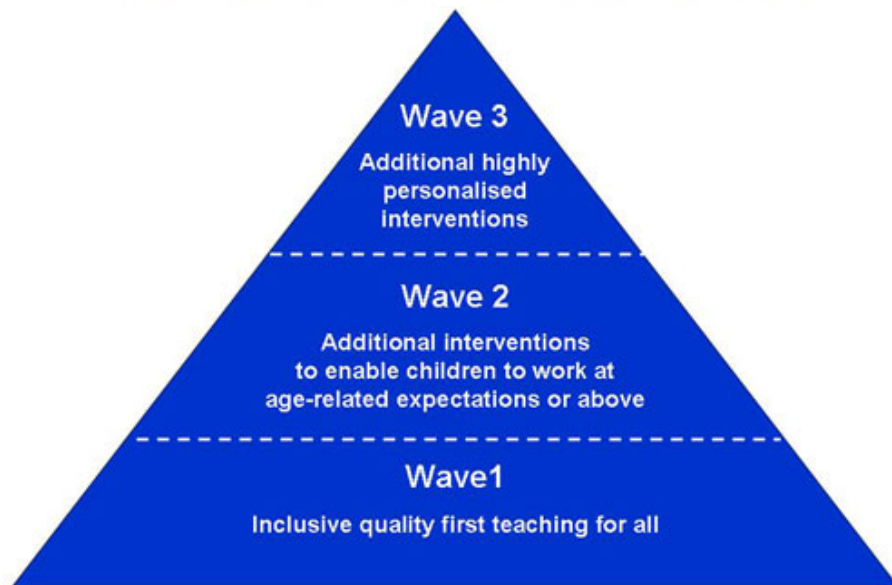 Wave 3
Additional highly
personalised
interventions
Wave 2
Additional interventions
to enable children to work at
age-related expectations or above
Wave1
Inclusive quality first teaching for all